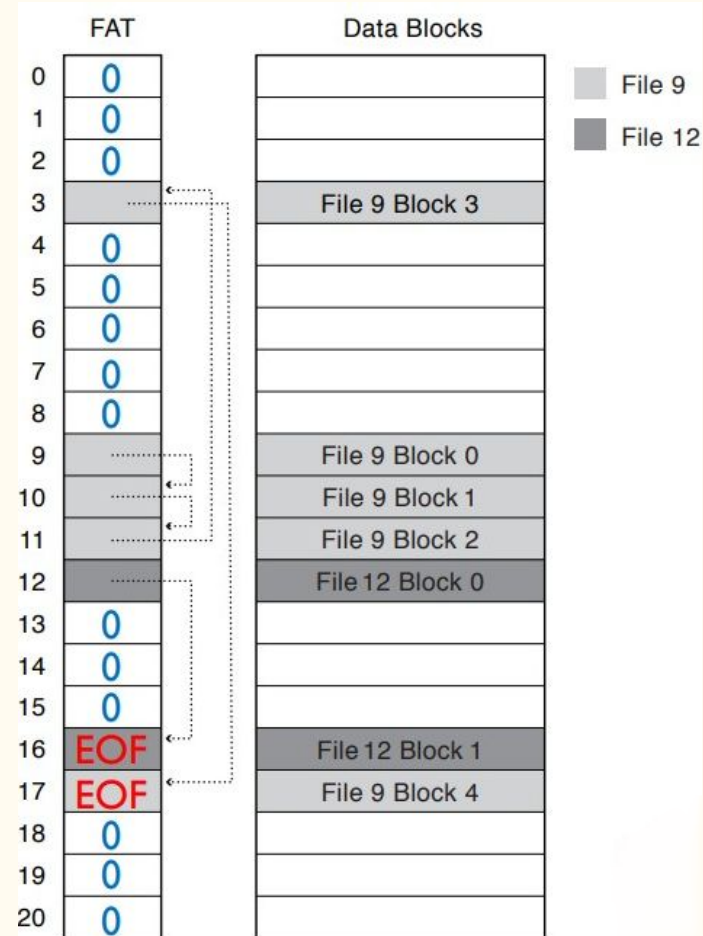 FAT Data Blocks
File 9
File 12
0 0
1 0
2 0
3 File 9 Block 3
4 0
5 0
6 0
7 0
8 0
9 File 9 Block 0
10 File 9 Block 1
11 File 9 Block 2
12 File 12 Block 0
13 0
14 0
15 0
16 EOF File 12 Block 1
17 EOF File 9 Block 4
18 0
19 0
20 0